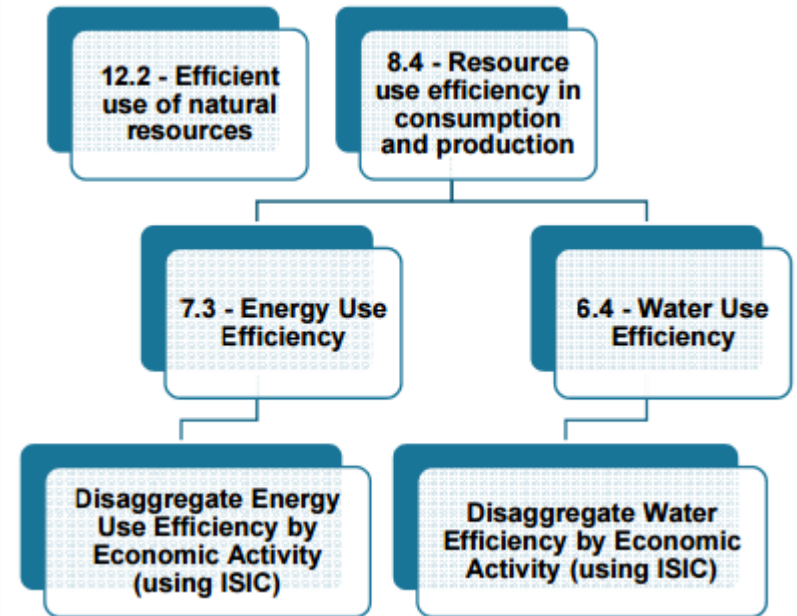 12.2 - Efficient
use of natural
resources
8.4 - Resource
use efficiency in
consumption
and production
7.3 - Energy Use
Efficiency
6.4 - Water Use
Efficiency
Disaggregate Energy
Use Efficiency by
Economic Activity
(using ISIC)
Disaggregate Water
Efficiency by Economic
Activity (using ISIC)